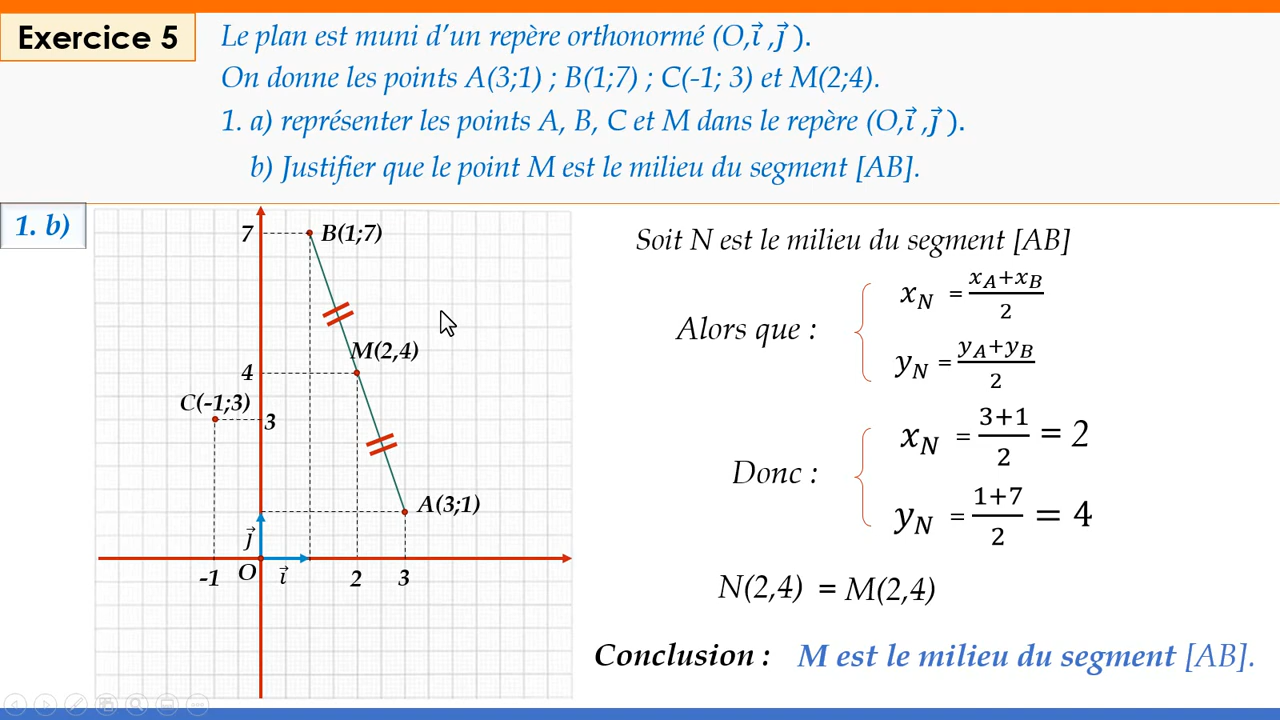 Exercice 5
Le plan est muni d'un repère orthonormé (O,i⃗ ,j⃗ ).
On donne les points A(3;1) ; B(1;7) ; C(-1; 3) et M(2;4).
1. a) représenter les points A, B, C et M dans le repère (O,i⃗ ,j⃗ ).
b) Justifier que le point M est le milieu du segment [AB].
1. b)
7
B(1;7)
M(2,4)
4
C(-1;3)
3
A(3;1)
j⃗
-1
O
i⃗
2
3
Soit N est le milieu du segment [AB]
Alors que :
x_N = (x_A+x_B)/2
y_N = (y_A+y_B)/2
Donc :
x_N = (3+1)/2 = 2
y_N = (1+7)/2 = 4
N(2,4) = M(2,4)
Conclusion : M est le milieu du segment [AB].